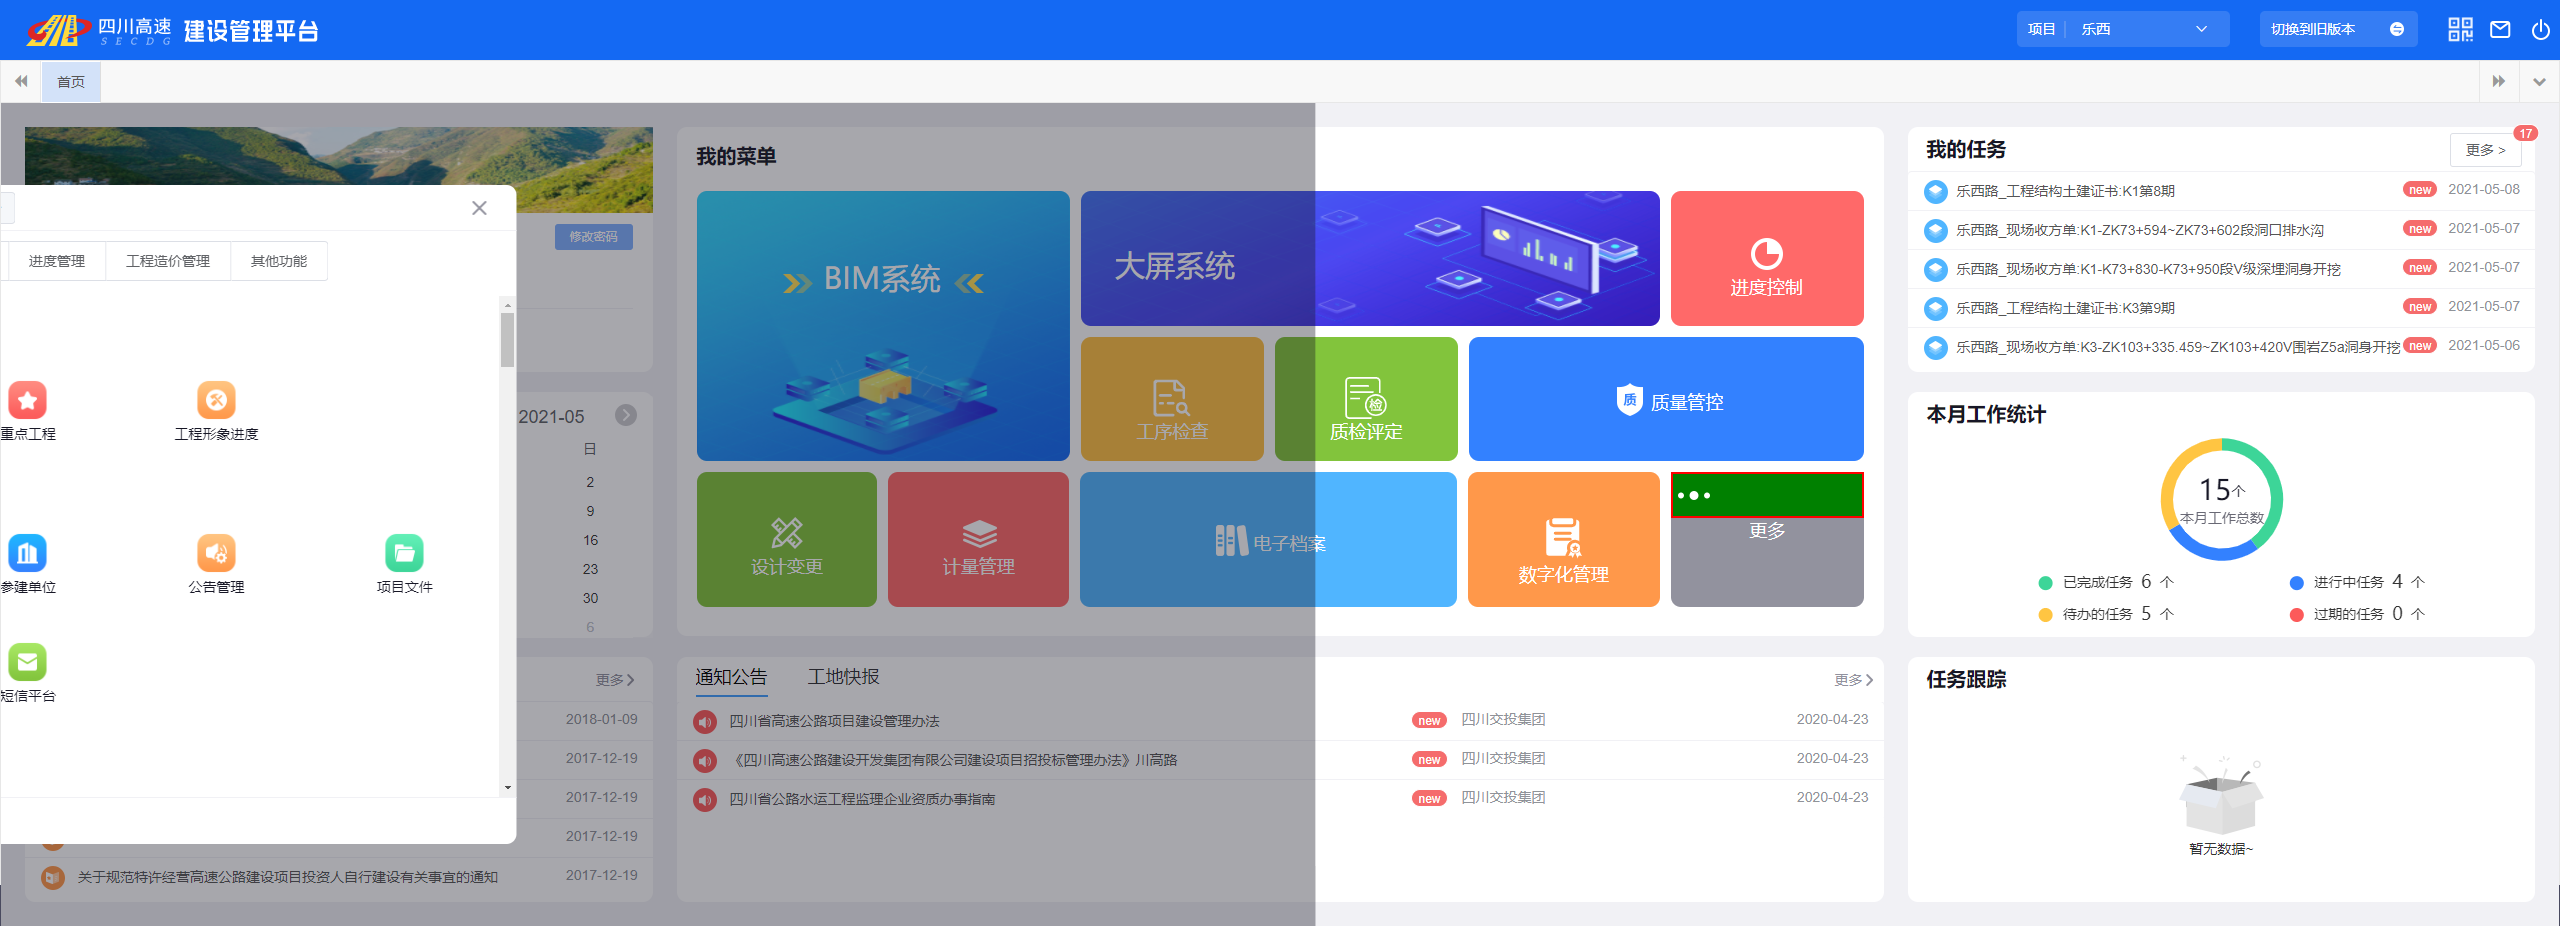 四川高速
SECDG
建设管理平台
项目 乐西
切换到旧版本
首页
修改密码
进度管理
工程造价管理
其他功能
重点工程
工程形象进度
参建单位
公告管理
项目文件
短信平台
2021-05
日
2
9
16
23
30
6
更多
2018-01-09
2017-12-19
2017-12-19
2017-12-19
关于规范特许经营高速公路建设项目投资人自行建设有关事宜的通知 2017-12-19
我的菜单
BIM系统
大屏系统
进度控制
工序检查
质检评定
质
质量管控
设计变更
计量管理
电子档案
数字化管理
更多
通知公告 工地快报 更多
四川省高速公路项目建设管理办法 new 四川交投集团 2020-04-23
《四川高速公路建设开发集团有限公司建设项目招投标管理办法》川高路 new 四川交投集团 2020-04-23
四川省公路水运工程监理企业资质办事指南 new 四川交投集团 2020-04-23
我的任务 更多 > 17
乐西路_工程结构土建证书:K1第8期 new 2021-05-08
乐西路_现场收方单:K1-ZK73+594~ZK73+602段洞口排水沟 new 2021-05-07
乐西路_现场收方单:K1-K73+830-K73+950段V级深埋洞身开挖 new 2021-05-07
乐西路_工程结构土建证书:K3第9期 new 2021-05-07
乐西路_现场收方单:K3-ZK103+335.459~ZK103+420V围岩Z5a洞身开挖 new 2021-05-06
本月工作统计
15个
本月工作总数
已完成任务 6 个
进行中任务 4 个
待办的任务 5 个
过期的任务 0 个
任务跟踪
暂无数据~